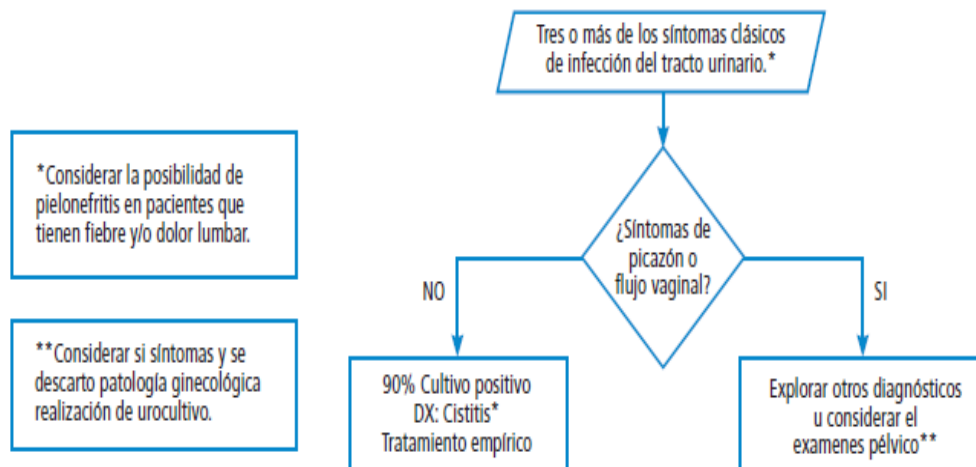 Tres o más de los síntomas clásicos
de infección del tracto urinario.*
*Considerar la posibilidad de
pielonefritis en pacientes que
tienen fiebre y/o dolor lumbar.
¿Síntomas de
picazón o
flujo vaginal?
NO
SI
**Considerar si síntomas y se
descarto patología ginecológica
realización de urocultivo.
90% Cultivo positivo
DX: Cistitis*
Tratamiento empírico
Explorar otros diagnósticos
u considerar el
examenes pélvico**